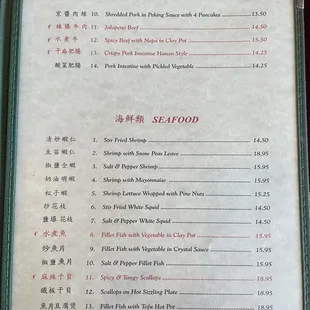 京醬肉絲 10. Shredded Pork in Peking Sauce with 4 Pancakes 13.50
絲爆牛肉 11. Jalapeno Beef 14.50
水煮牛 12. Spicy Beef with Napa in Clay Pot 15.50
干扁肥腸 13. Crispy Pork Intestine Hunan Style 14.25
酸菜肥腸 14. Pork Intestine with Pickled Vegetable 14.25
海鮮類 SEAFOOD
清炒蝦仁 1. Stir Fried Shrimp 14.50
豆苗蝦仁 2. Shrimp with Snow Peas Leave 18.95
椒鹽全蝦 3. Salt & Pepper Shrimp 15.50
奶油明蝦 4. Shrimp with Mayonnaise 15.95
松子蝦 5. Shrimp Lettuce Wrapped with Pine Nuts 15.25
炒花枝 6. Stir Fried White Squid 14.50
鹽爆花枝 7. Salt & Pepper White Squid 14.50
水煮魚 8. Fillet Fish with Vegetable in Clay Pot 15.95
炒魚片 9. Fillet Fish with Vegetable in Crystal Sauce 15.95
椒鹽魚片 10. Salt & Pepper Fillet Fish 15.95
麻辣干貝 11. Spicy & Tangy Scallops 18.95
鐵板干貝 12. Scallops on Hot Sizzling Plate 18.95
魚片豆腐煲 13. Fillet Fish with Tofu Hot Pot